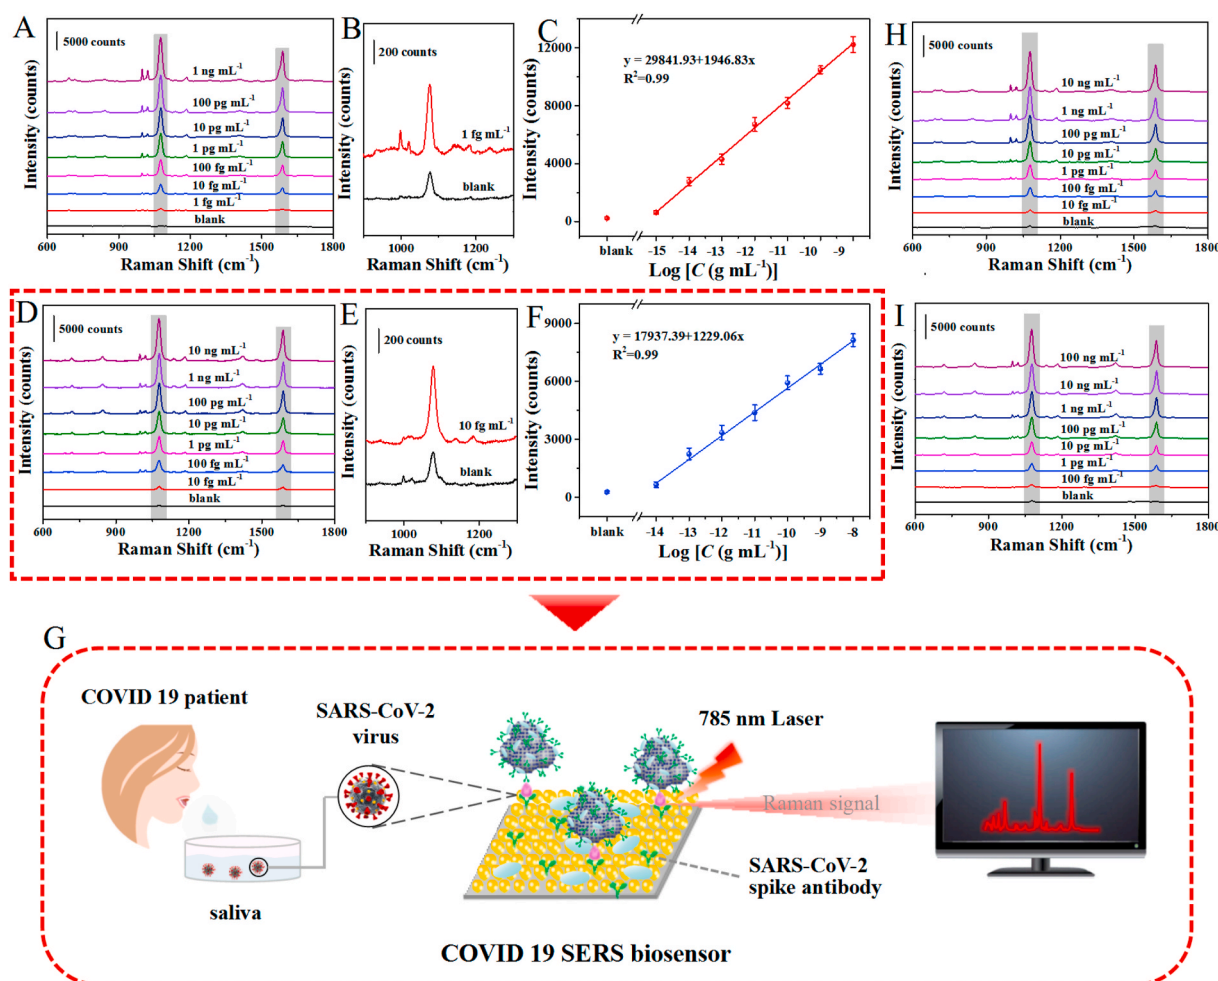 A
5000 counts
1 ng mL⁻¹
100 pg mL⁻¹
10 pg mL⁻¹
1 pg mL⁻¹
100 fg mL⁻¹
10 fg mL⁻¹
1 fg mL⁻¹
blank
Intensity (counts)
600 900 1200 1500 1800
Raman Shift (cm⁻¹)
B
200 counts
1 fg mL⁻¹
blank
Intensity (counts)
1000 1200
Raman Shift (cm⁻¹)
C
y = 29841.93+1946.83x
R²=0.99
12000
8000
4000
0
Intensity (counts)
blank -15 -14 -13 -12 -11 -10 -9 -8
Log [C (g mL⁻¹)]
H
5000 counts
10 ng mL⁻¹
1 ng mL⁻¹
100 pg mL⁻¹
10 pg mL⁻¹
1 pg mL⁻¹
100 fg mL⁻¹
10 fg mL⁻¹
blank
Intensity (counts)
600 900 1200 1500 1800
Raman Shift (cm⁻¹)
D
5000 counts
10 ng mL⁻¹
1 ng mL⁻¹
100 pg mL⁻¹
10 pg mL⁻¹
1 pg mL⁻¹
100 fg mL⁻¹
10 fg mL⁻¹
blank
Intensity (counts)
600 900 1200 1500 1800
Raman Shift (cm⁻¹)
E
200 counts
10 fg mL⁻¹
blank
Intensity (counts)
1000 1200
Raman Shift (cm⁻¹)
F
y = 17937.39+1229.06x
R²=0.99
9000
6000
3000
0
Intensity (counts)
blank -14 -13 -12 -11 -10 -9 -8
Log [C (g mL⁻¹)]
I
5000 counts
100 ng mL⁻¹
10 ng mL⁻¹
1 ng mL⁻¹
100 pg mL⁻¹
10 pg mL⁻¹
1 pg mL⁻¹
100 fg mL⁻¹
blank
Intensity (counts)
600 900 1200 1500 1800
Raman Shift (cm⁻¹)
G
COVID 19 patient
SARS-CoV-2
virus
785 nm Laser
Raman signal
SARS-CoV-2
spike antibody
saliva
COVID 19 SERS biosensor